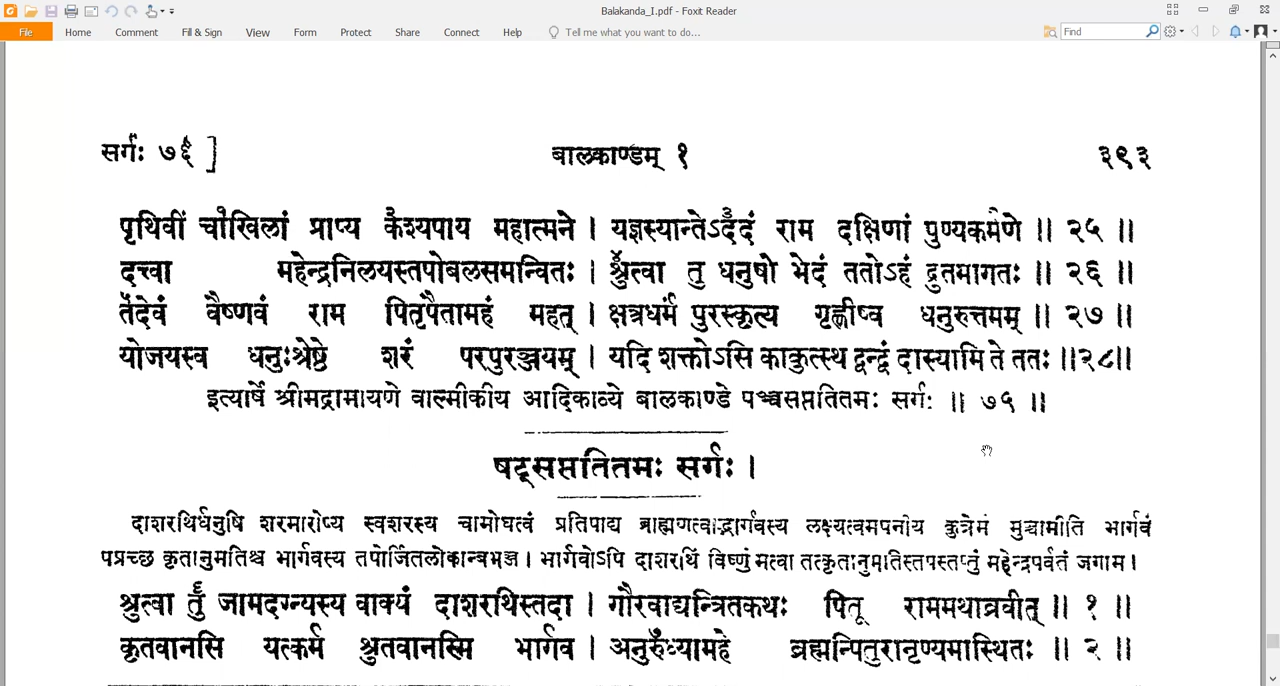 Balakanda_I.pdf - Foxit Reader
File Home Comment Fill & Sign View Form Protect Share Connect Help Tell me what you want to do... Find
सर्गः ७६ ] बालकाण्डम् १ ३९३
पृथिवीं चाखिलां प्राप्य कश्यपाय महात्मने । यज्ञस्यान्तेऽददं राम दक्षिणां पुण्यकर्मणे ॥ २५ ॥
दत्त्वा महेन्द्रनिलयस्तपोबलसमन्वितः । श्रुत्वा तु धनुषो भेदं ततोऽहं द्रुतमागतः ॥ २६ ॥
तदेवं वैष्णवं राम पितृपैतामहं महत् । क्षत्रधर्मं पुरस्कृत्य गृह्णीष्व धनुरुत्तमम् ॥ २७ ॥
योजयस्व धनुःश्रेष्ठे शरं परपुरञ्जयम् । यदि शक्तोऽसि काकुत्स्थ द्वन्द्वं दास्यामि ते ततः ॥२८॥
इत्यार्षे श्रीमद्रामायणे वाल्मीकीय आदिकाव्ये बालकाण्डे पञ्चसप्ततितमः सर्गः ॥ ७५ ॥
षट्सप्ततितमः सर्गः ।
दाशरथिर्धनुषि शरमारोप्य स्वशरस्य चामोघत्वं प्रतिपाद्य ब्राह्मणत्वाद्भार्गवस्य लक्ष्यत्वमपनीय कुत्रेमं मुञ्चामीति भार्गवं
पप्रच्छ कृतानुमतिश्च भार्गवस्य तपोर्जितलोकान्बभञ्ज । भार्गवोऽपि दाशरथिं विष्णुं मत्वा तत्कृतानुमतिस्तपस्तप्तुं महेन्द्रपर्वतं जगाम ।
श्रुत्वा तु जामदग्न्यस्य वाक्यं दाशरथिस्तदा । गौरवाद्यन्त्रितकथः पितू राममथाब्रवीत् ॥ १ ॥
कृतवानसि यत्कर्म श्रुतवानस्मि भार्गव । अनुरुध्यामहे ब्रह्मन्पितुरानृण्यमास्थितः ॥ २ ॥